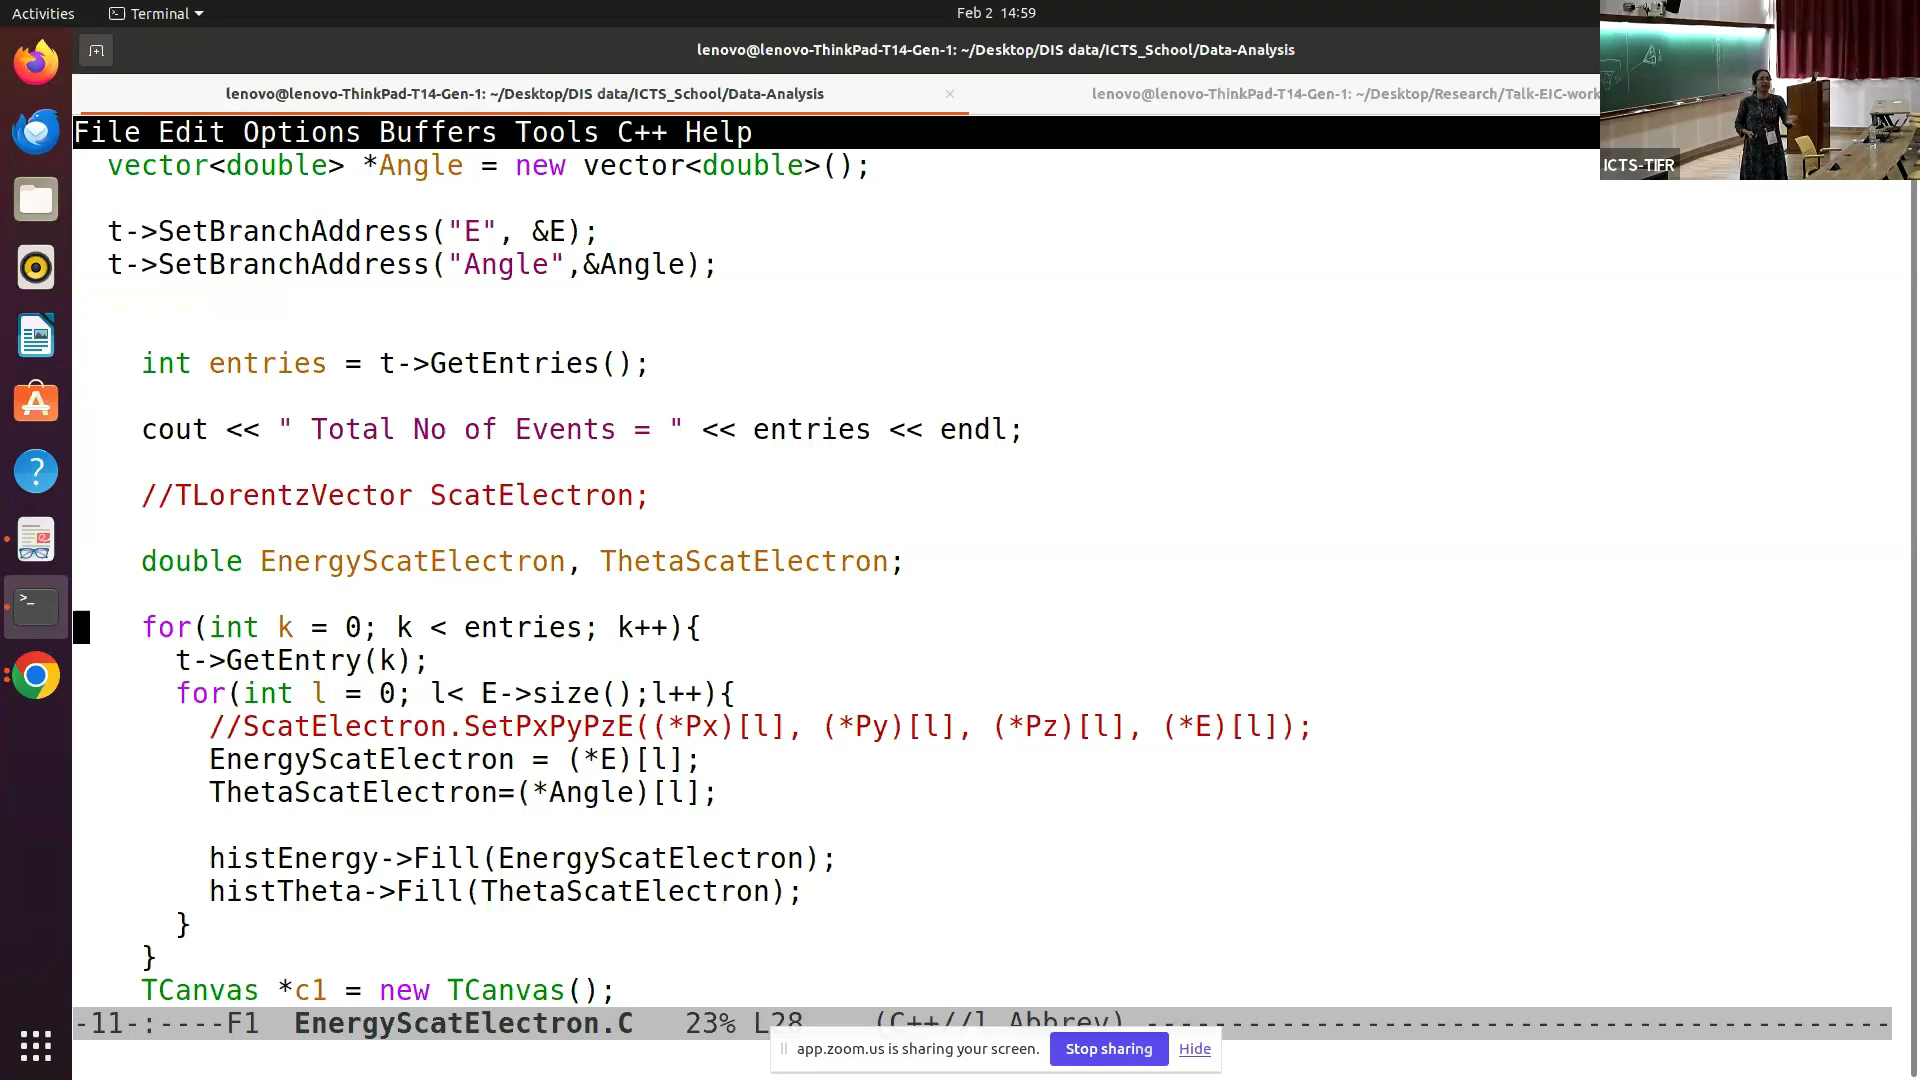 Activities
Terminal
Feb 2 14:59
lenovo@lenovo-ThinkPad-T14-Gen-1: ~/Desktop/DIS data/ICTS_School/Data-Analysis
lenovo@lenovo-ThinkPad-T14-Gen-1: ~/Desktop/DIS data/ICTS_School/Data-Analysis ×
lenovo@lenovo-ThinkPad-T14-Gen-1: ~/Desktop/Research/Talk-EIC-work
ICTS-TIFR
File Edit Options Buffers Tools C++ Help
vector<double> *Angle = new vector<double>();
t->SetBranchAddress("E", &E);
t->SetBranchAddress("Angle",&Angle);
int entries = t->GetEntries();
cout << " Total No of Events = " << entries << endl;
//TLorentzVector ScatElectron;
double EnergyScatElectron, ThetaScatElectron;
for(int k = 0; k < entries; k++){
t->GetEntry(k);
for(int l = 0; l< E->size();l++){
//ScatElectron.SetPxPyPzE((*Px)[l], (*Py)[l], (*Pz)[l], (*E)[l]);
EnergyScatElectron = (*E)[l];
ThetaScatElectron=(*Angle)[l];
histEnergy->Fill(EnergyScatElectron);
histTheta->Fill(ThetaScatElectron);
}
}
TCanvas *c1 = new TCanvas();
-11-:----F1 EnergyScatElectron.C 23% L28 (C++//l Abbrev) --------------------------------------------
app.zoom.us is sharing your screen. Stop sharing Hide